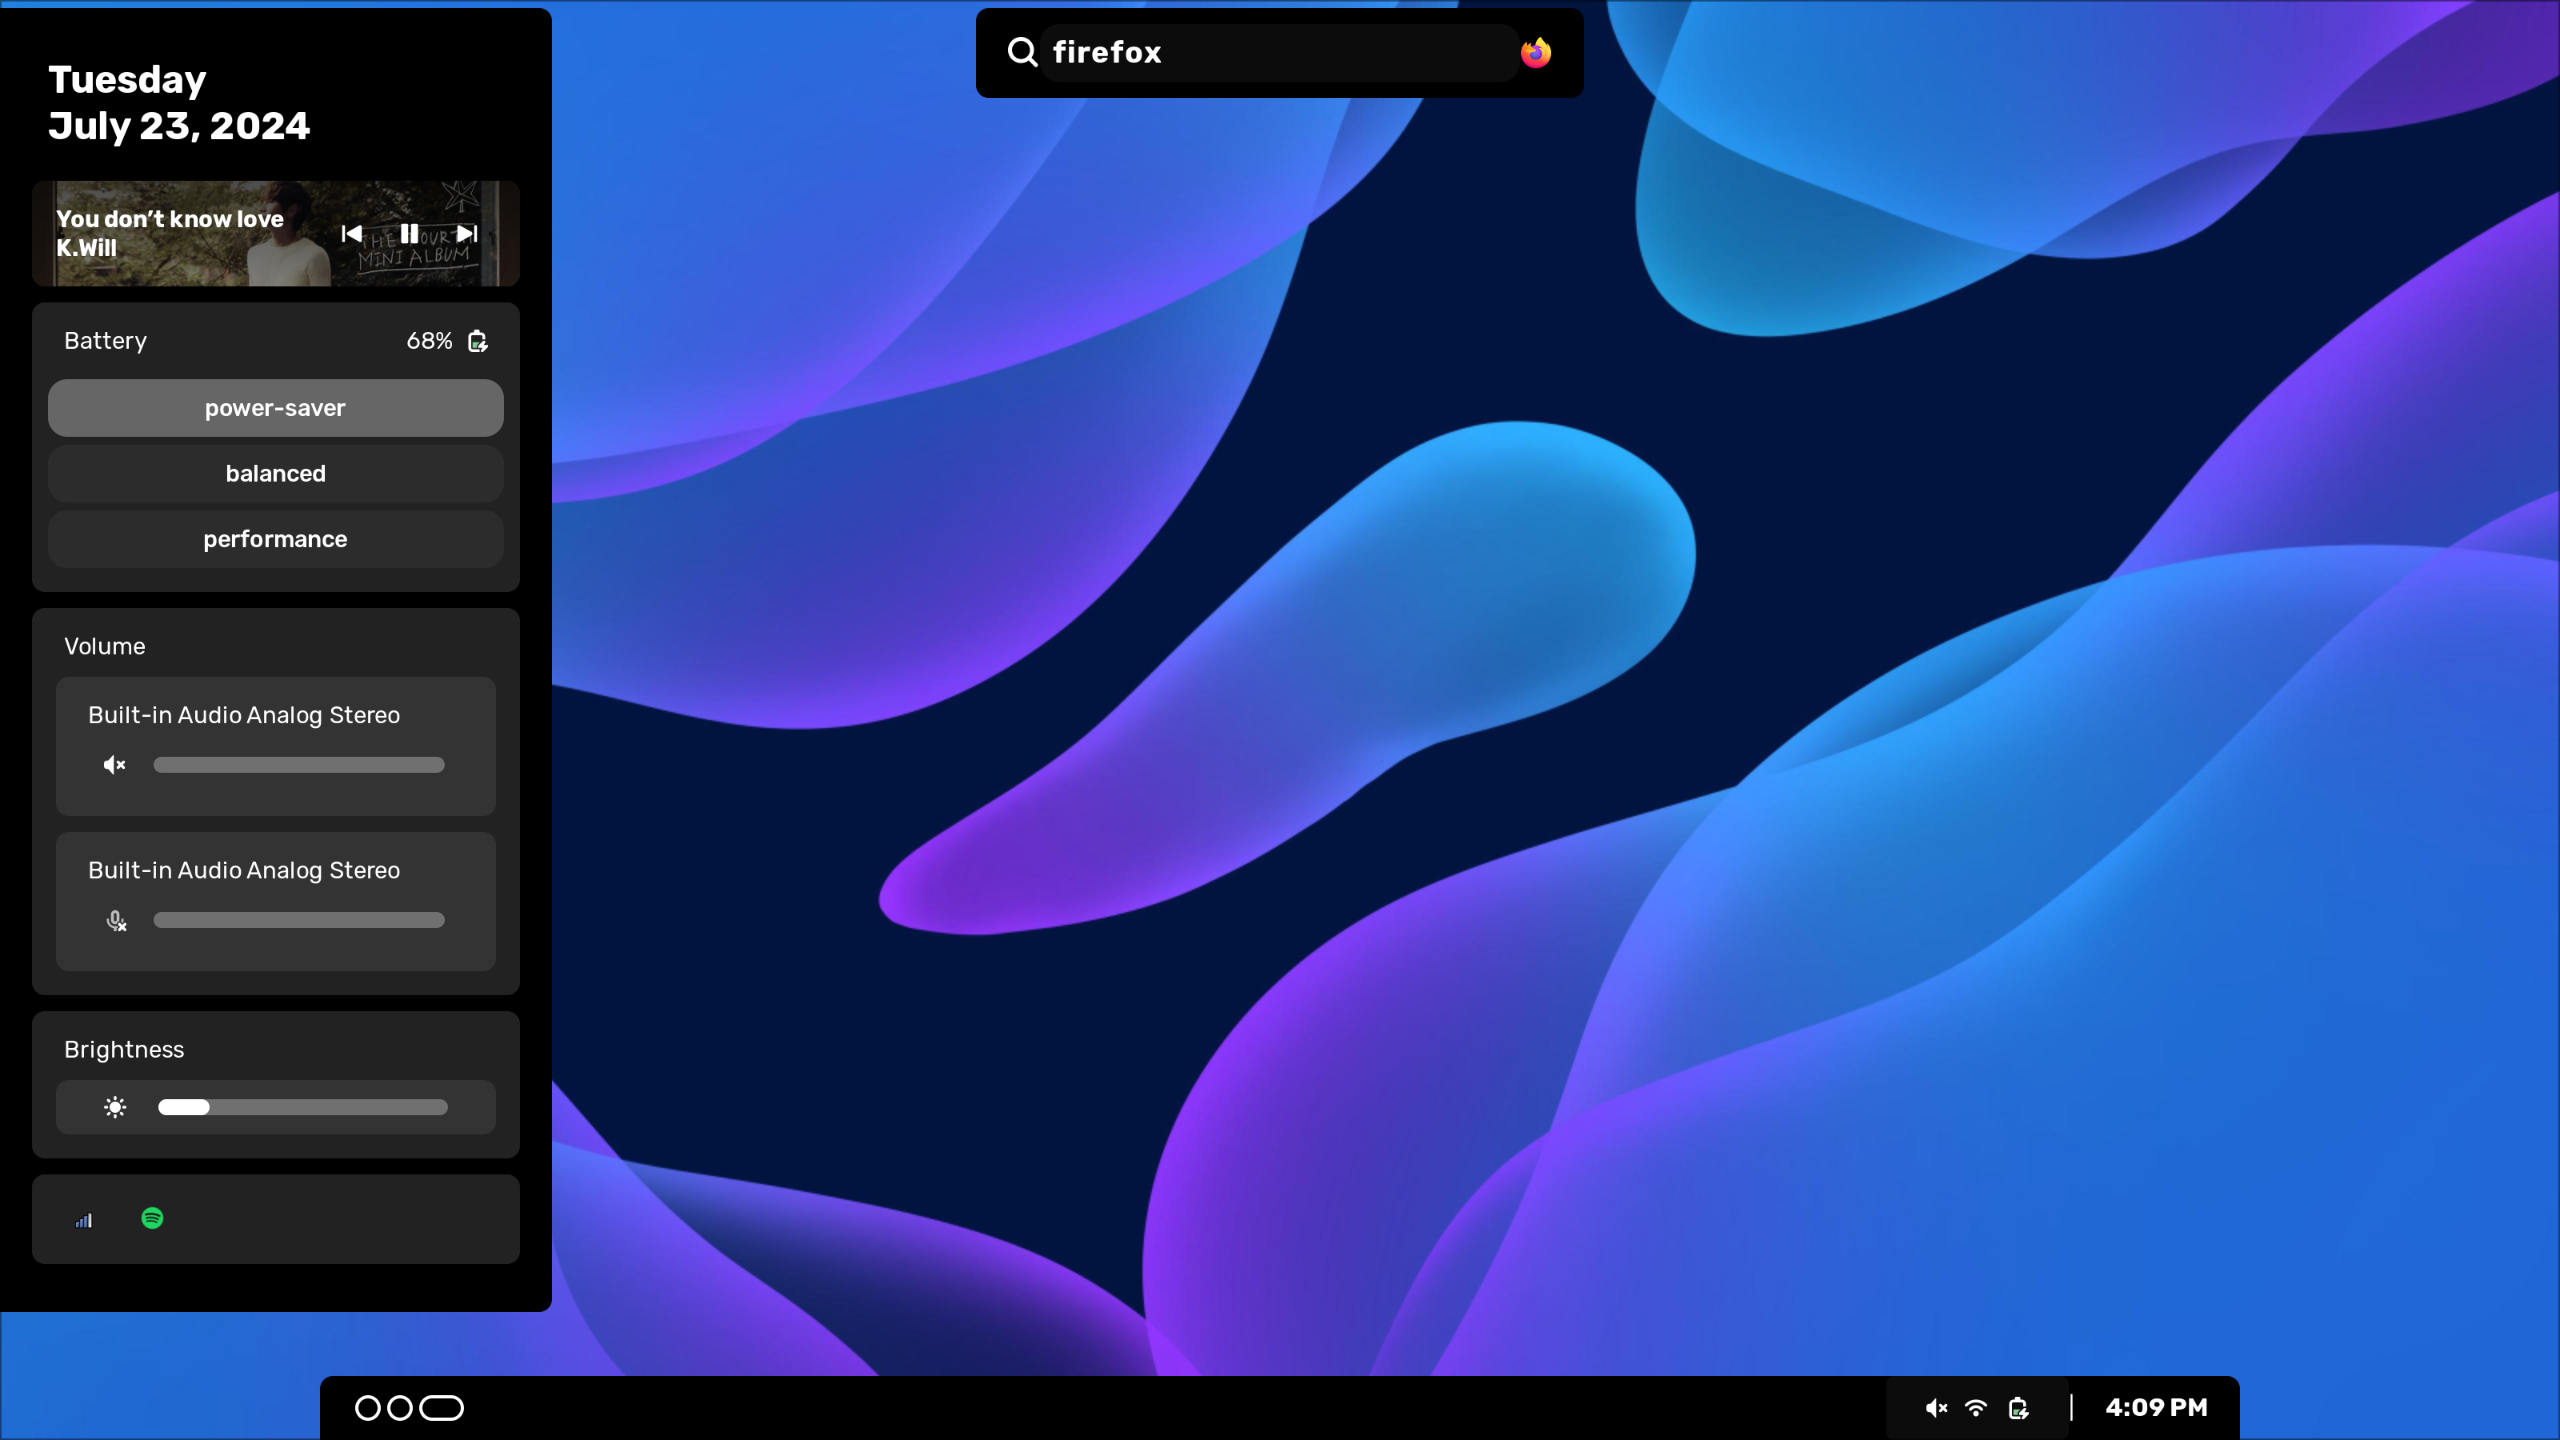 Tuesday
July 23, 2024
You don’t know love
K.Will
THE FOURTH
MINI ALBUM
Battery
68%
power-saver
balanced
performance
Volume
Built-in Audio Analog Stereo
Built-in Audio Analog Stereo
Brightness
firefox
4:09 PM